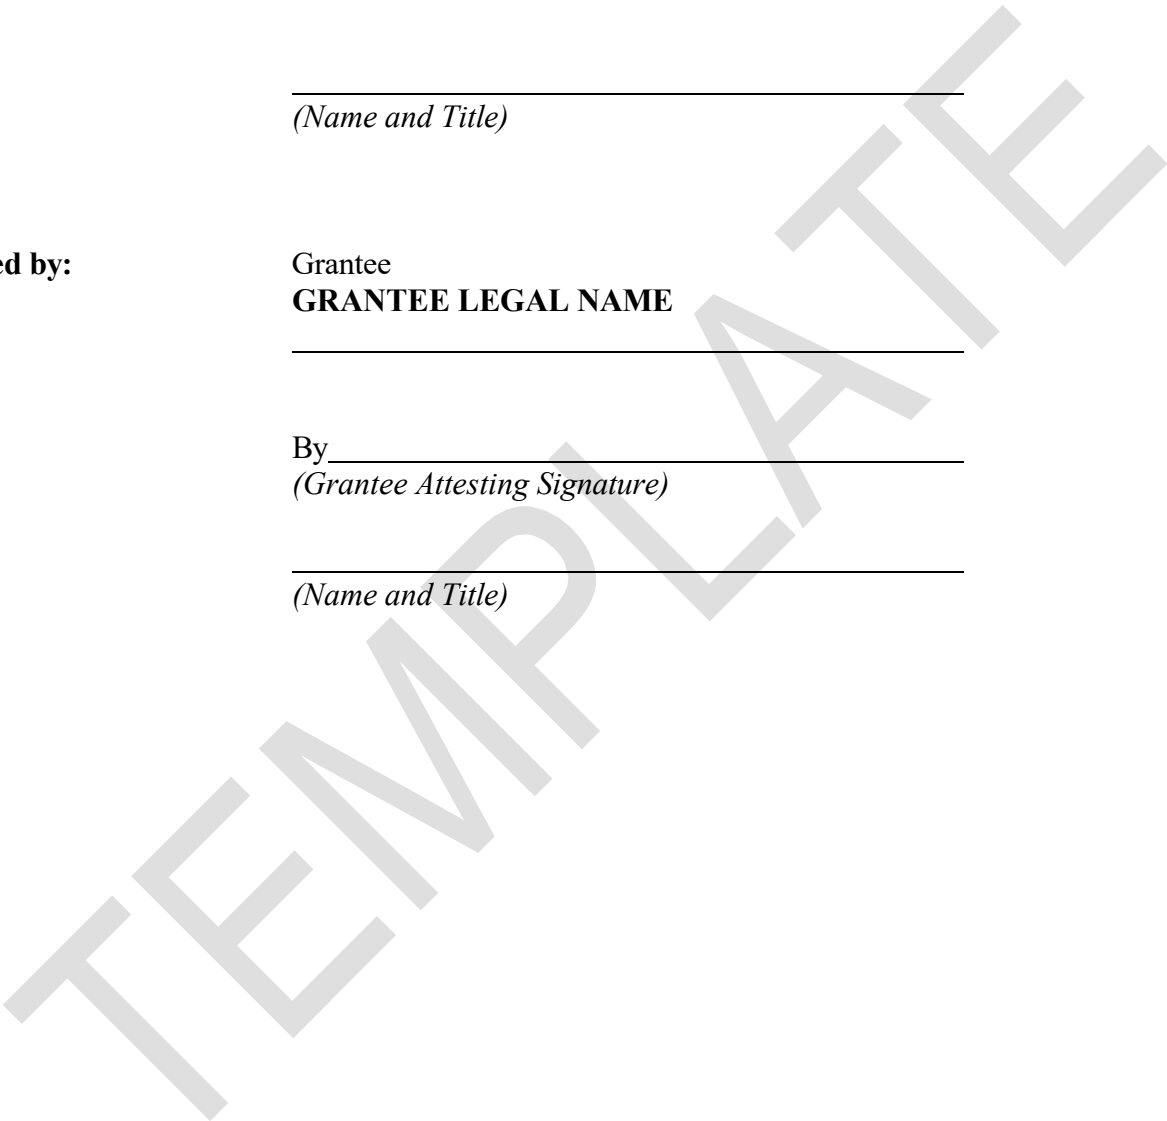 (Name and Title)
ed by: Grantee
GRANTEE LEGAL NAME
By
(Grantee Attesting Signature)
(Name and Title)
TEMPLATE